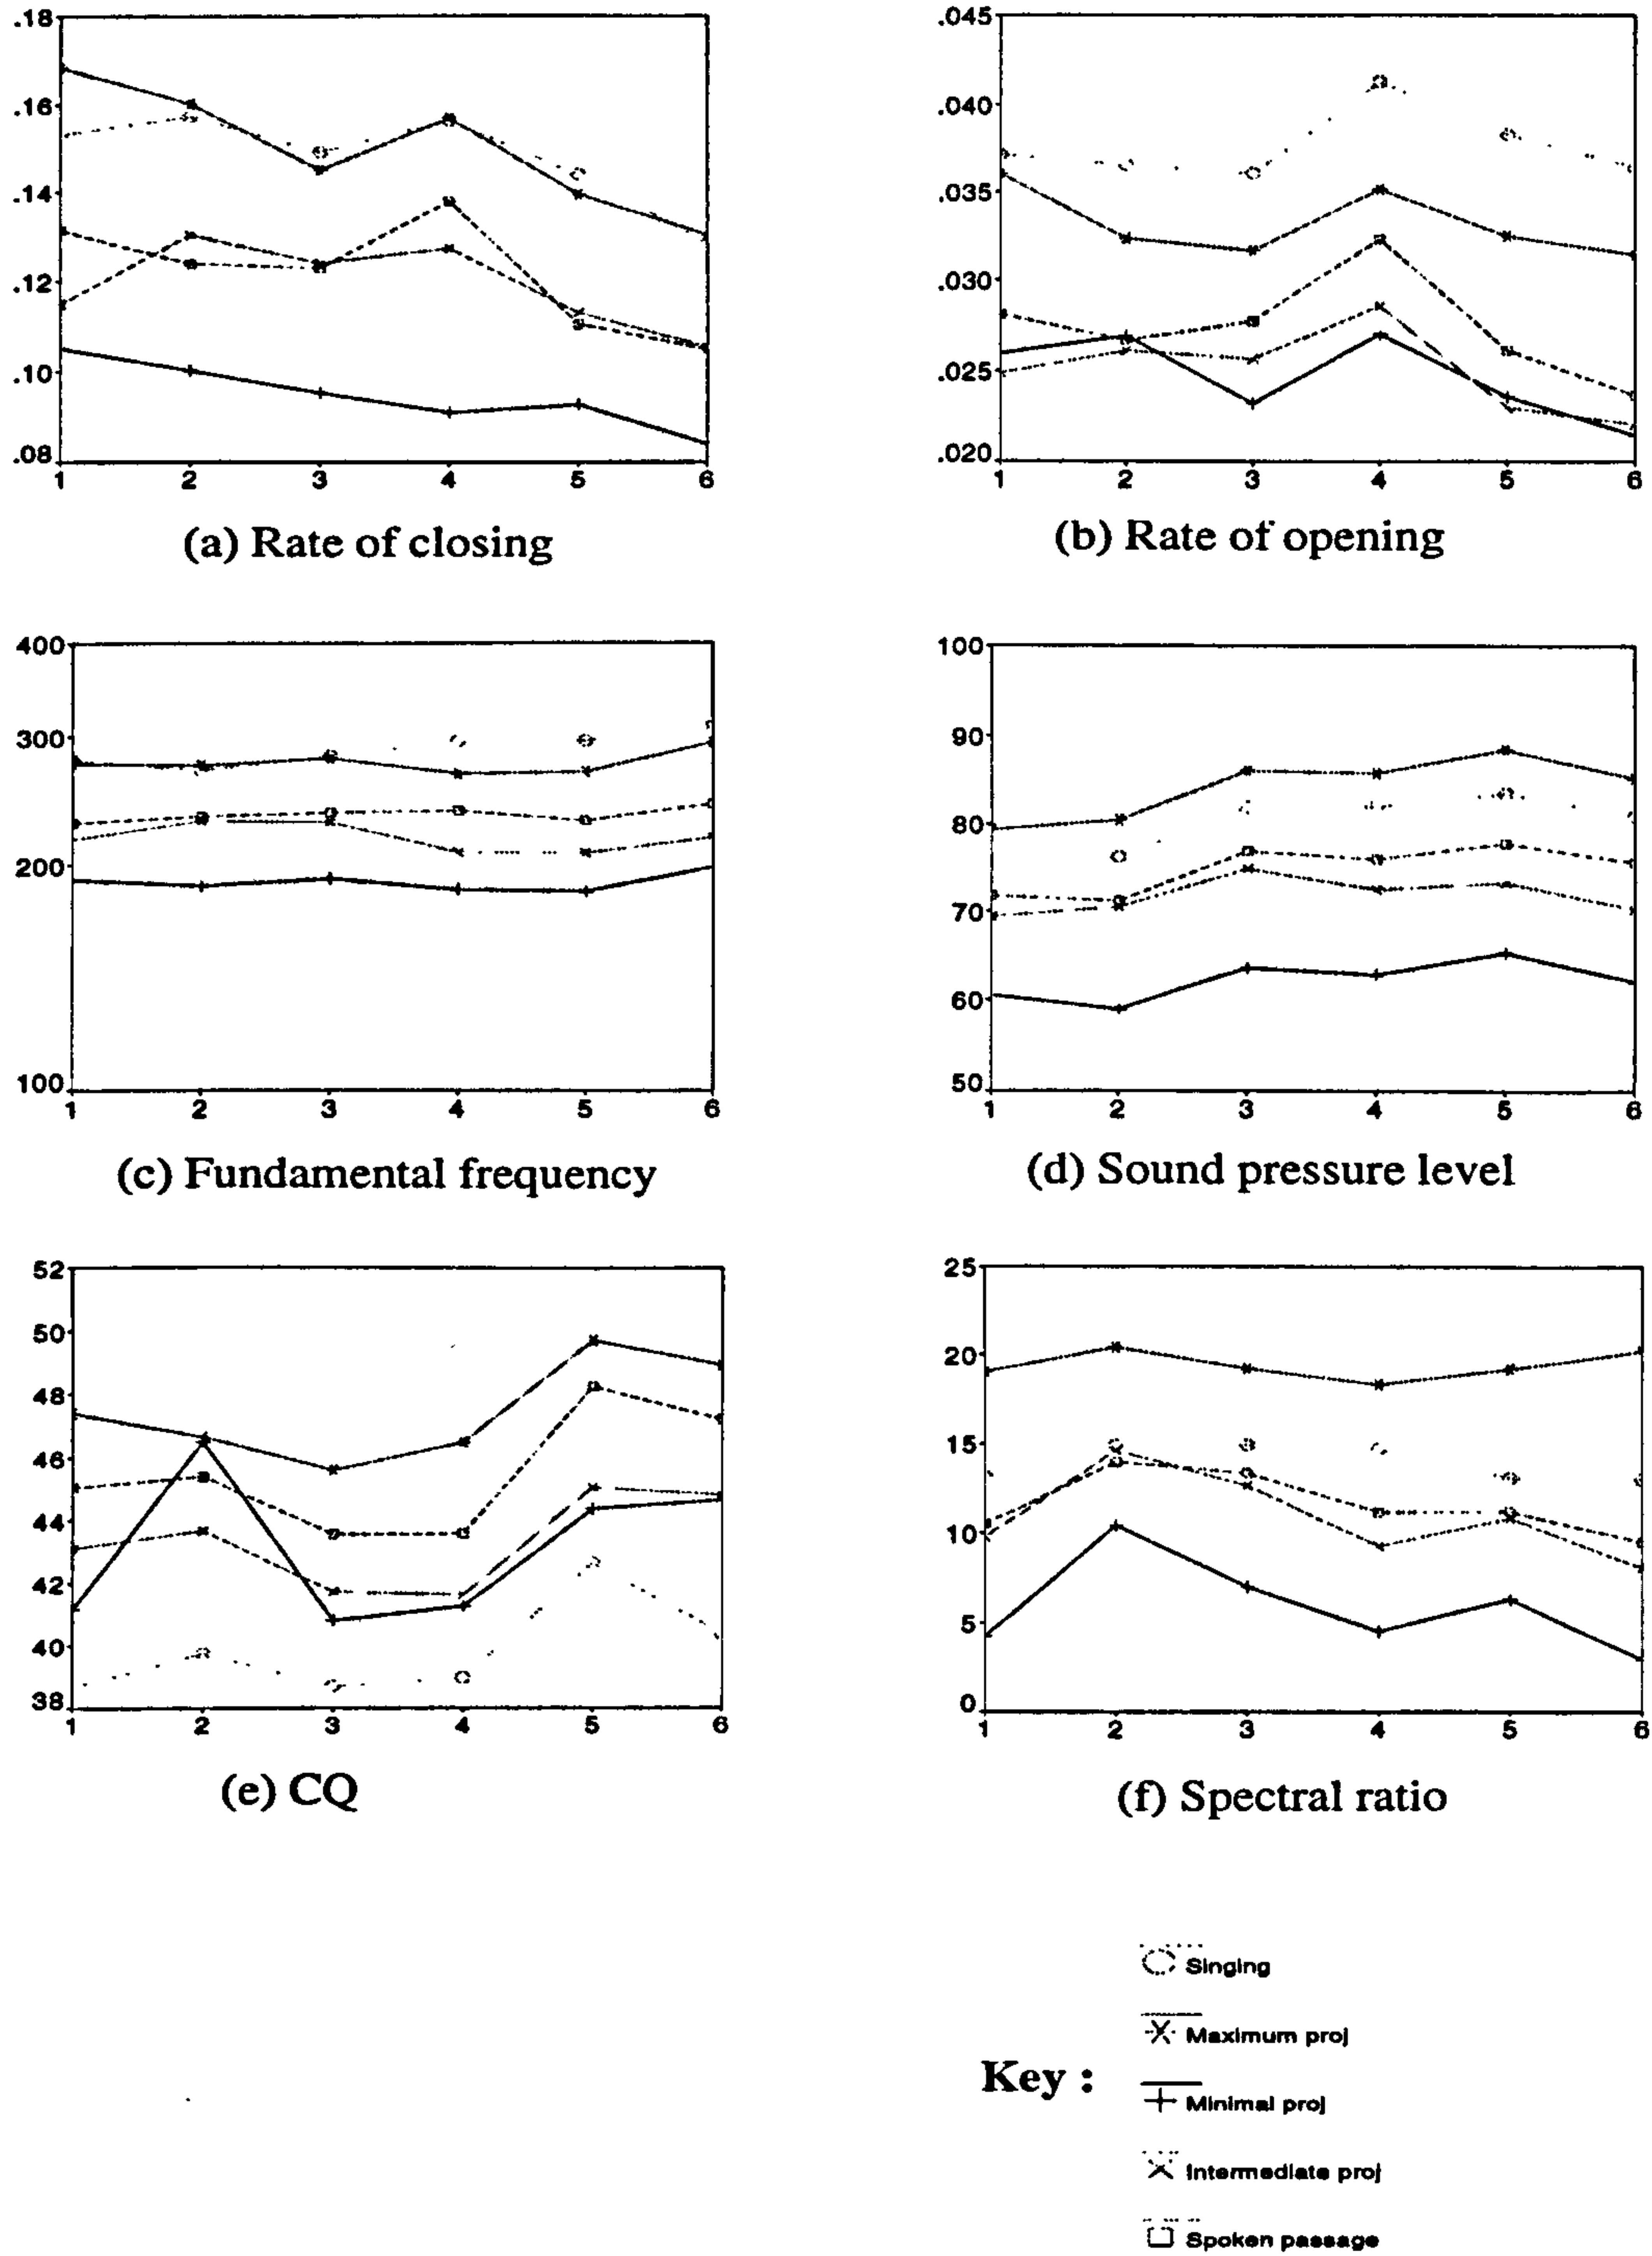 .18 .16 .14 .12 .10 .08
1 2 3 4 5 6
(a) Rate of closing
.045 .040 .035 .030 .025 .020
1 2 3 4 5 6
(b) Rate of opening
400 300 200 100
1 2 3 4 5 6
(c) Fundamental frequency
100 90 80 70 60 50
1 2 3 4 5 6
(d) Sound pressure level
52 50 48 46 44 42 40 38
1 2 3 4 5 6
(e) CQ
25 20 15 10 5 0
1 2 3 4 5 6
(f) Spectral ratio
Key :
Singing
Maximum proj
Minimal proj
Intermediate proj
Spoken passage